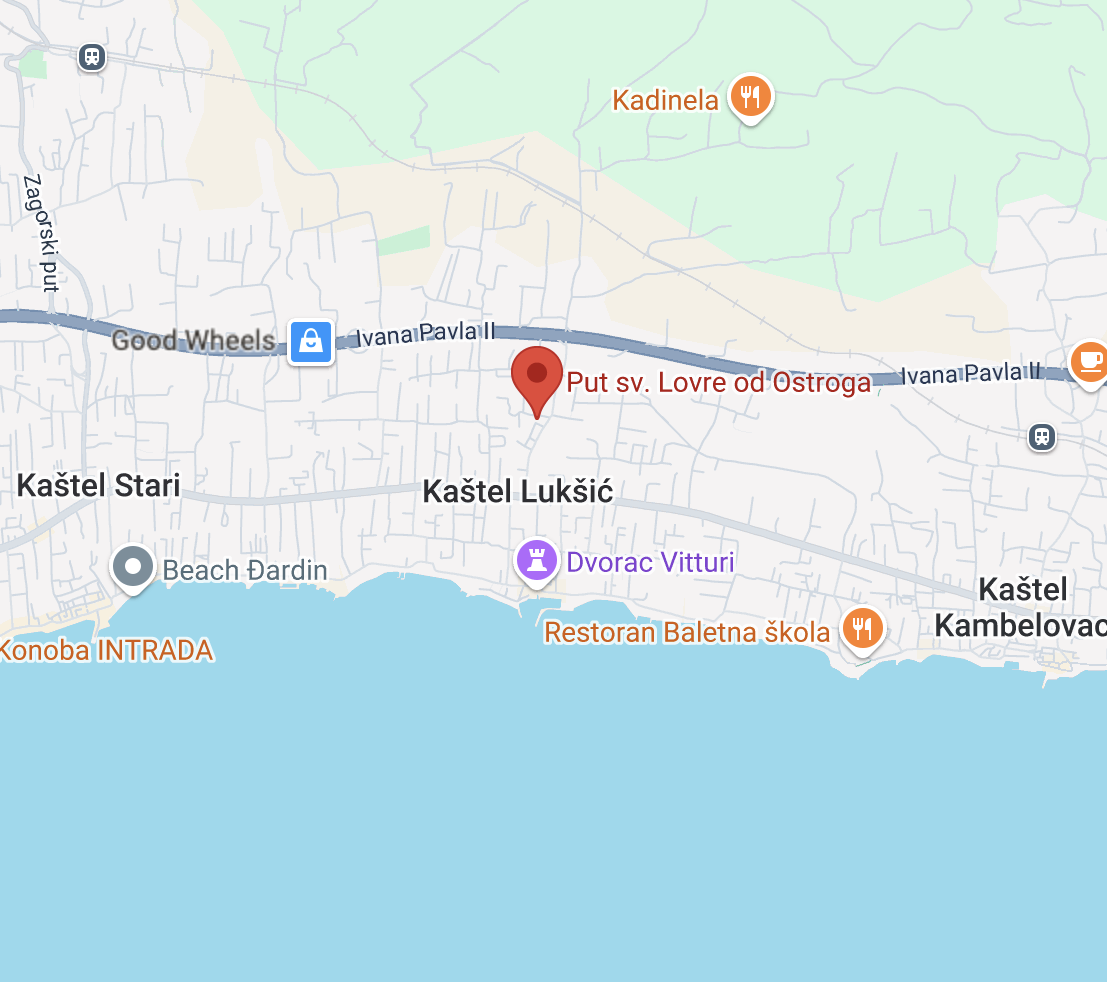 Kadinela
Zagorski put
Good Wheels
Ivana Pavla II
Put sv. Lovre od Ostroga
Ivana Pavla II
Kaštel Stari
Kaštel Lukšić
Beach Đardin
Dvorac Vitturi
Kaštel
Kambelovac
Restoran Baletna škola
Konoba INTRADA